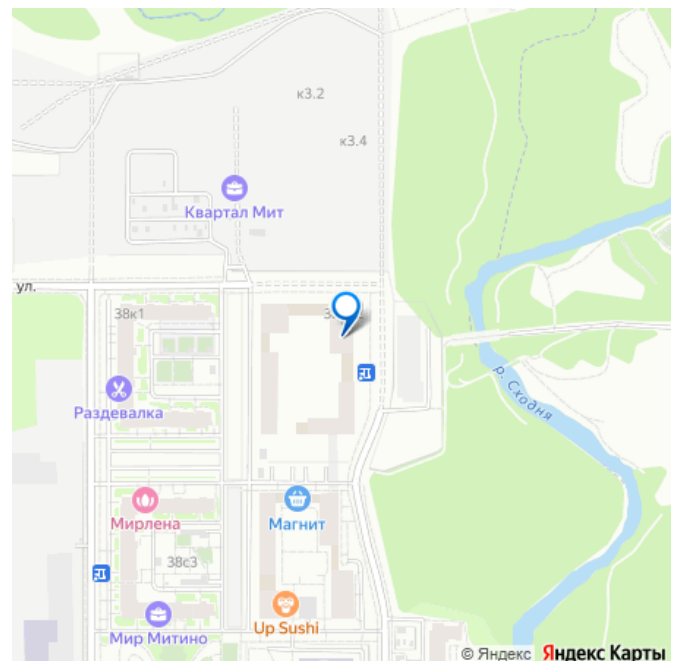 к3.2
к3.4
Квартал Мит
ул.
38к1
Раздевалка
р. Сходня
Мирлена
Магнит
38с3
Мир Митино
Up Sushi
© Яндекс Яндекс Карты